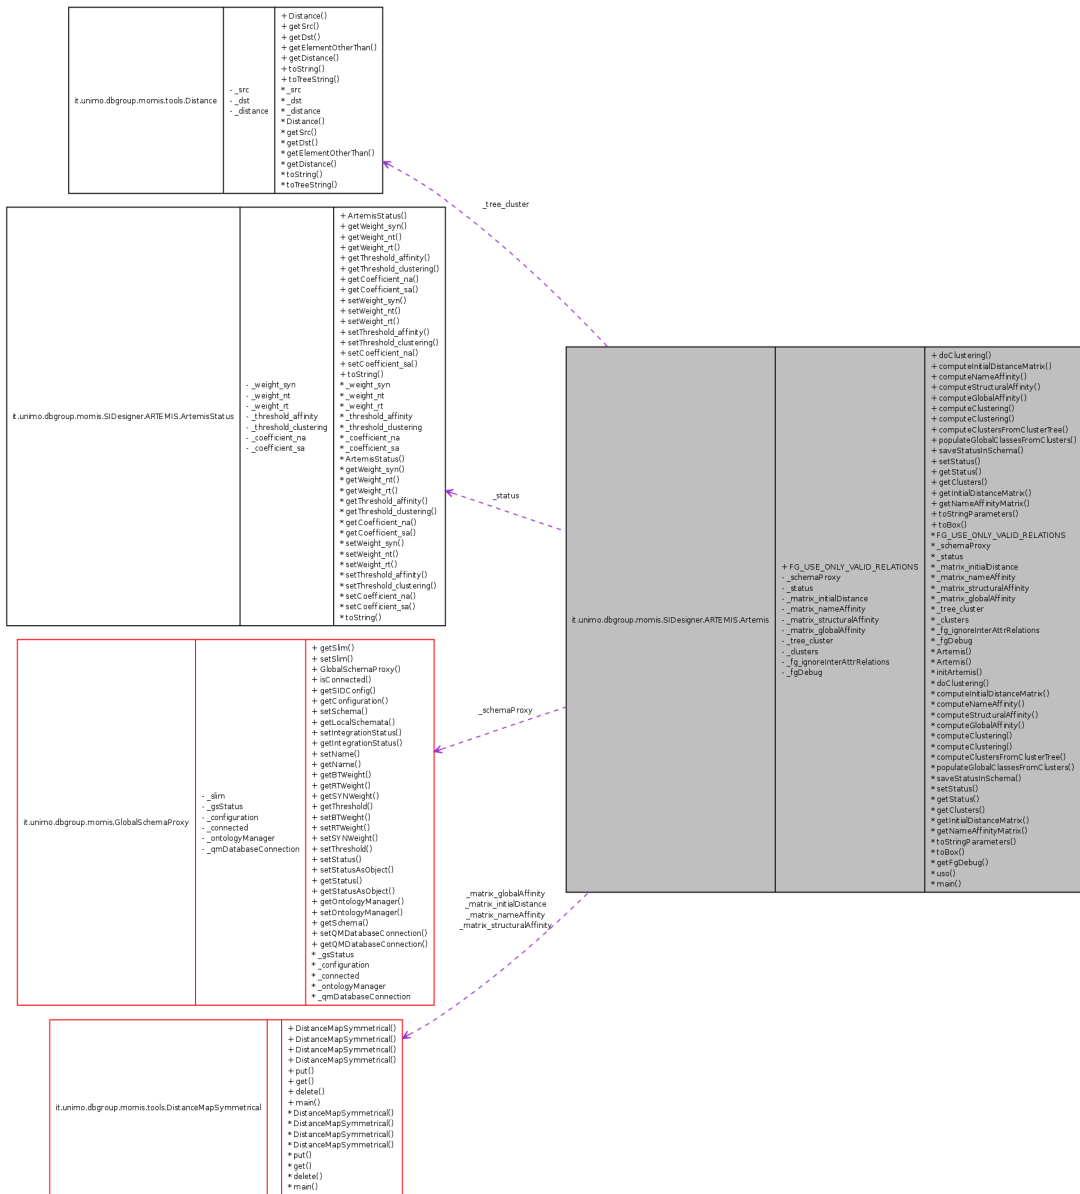 it.unimo.dbgroup.momis.tools.Distance
- _src
- _dst
- _distance
+ Distance()
+ getSrc()
+ getDst()
+ getElementOtherThan()
+ getDistance()
+ toString()
+ toTreeString()
* _src
* _dst
* _distance
* Distance()
* getSrc()
* getDst()
* getElementOtherThan()
* getDistance()
* toString()
* toTreeString()
_tree_cluster
it.unimo.dbgroup.momis.SIDesigner.ARTEMIS.ArtemisStatus
- _weight_syn
- _weight_nt
- _weight_rt
- _threshold_affinity
- _threshold_clustering
- _coefficient_na
- _coefficient_sa
+ ArtemisStatus()
+ getWeight_syn()
+ getWeight_nt()
+ getWeight_rt()
+ getThreshold_affinity()
+ getThreshold_clustering()
+ getCoefficient_na()
+ getCoefficient_sa()
+ setWeight_syn()
+ setWeight_nt()
+ setWeight_rt()
+ setThreshold_affinity()
+ setThreshold_clustering()
+ setCoefficient_na()
+ setCoefficient_sa()
+ toString()
* _weight_syn
* _weight_nt
* _weight_rt
* _threshold_affinity
* _threshold_clustering
* _coefficient_na
* _coefficient_sa
* ArtemisStatus()
* getWeight_syn()
* getWeight_nt()
* getWeight_rt()
* getThreshold_affinity()
* getThreshold_clustering()
* getCoefficient_na()
* getCoefficient_sa()
* setWeight_syn()
* setWeight_nt()
* setWeight_rt()
* setThreshold_affinity()
* setThreshold_clustering()
* setCoefficient_na()
* setCoefficient_sa()
* toString()
_status
it.unimo.dbgroup.momis.SIDesigner.ARTEMIS.Artemis
+ FG_USE_ONLY_VALID_RELATIONS
- _schemaProxy
- _status
- _matrix_initialDistance
- _matrix_nameAffinity
- _matrix_structuralAffinity
- _matrix_globalAffinity
- _tree_cluster
- _clusters
- _fg_ignoreInterAttrRelations
- _fgDebug
+ doClustering()
+ computeInitialDistanceMatrix()
+ computeNameAffinity()
+ computeStructuralAffinity()
+ computeGlobalAffinity()
+ computeClustering()
+ computeClustering()
+ computeClustersFromClusterTree()
+ populateGlobalClassesFromClusters()
+ saveStatusInSchema()
+ setStatus()
+ getStatus()
+ getClusters()
+ getInitialDistanceMatrix()
+ getNameAffinityMatrix()
+ toStringParameters()
+ toBox()
* FG_USE_ONLY_VALID_RELATIONS
* _schemaProxy
* _status
* _matrix_initialDistance
* _matrix_nameAffinity
* _matrix_structuralAffinity
* _matrix_globalAffinity
* _tree_cluster
* _clusters
* _fg_ignoreInterAttrRelations
* _fgDebug
* Artemis()
* Artemis()
* initArtemis()
* doClustering()
* computeInitialDistanceMatrix()
* computeNameAffinity()
* computeStructuralAffinity()
* computeGlobalAffinity()
* computeClustering()
* computeClustering()
* computeClustersFromClusterTree()
* populateGlobalClassesFromClusters()
* saveStatusInSchema()
* setStatus()
* getStatus()
* getClusters()
* getInitialDistanceMatrix()
* getNameAffinityMatrix()
* toStringParameters()
* toBox()
* getFgDebug()
* uso()
* main()
_schemaProxy
it.unimo.dbgroup.momis.GlobalSchemaProxy
- _slim
- _gsStatus
- _configuration
- _connected
- _ontologyManager
- _qmDatabaseConnection
+ getSlim()
+ setSlim()
+ GlobalSchemaProxy()
+ isConnected()
+ getSIDConfig()
+ getConfiguration()
+ setSchema()
+ getLocalSchemata()
+ setIntegrationStatus()
+ getIntegrationStatus()
+ setName()
+ getName()
+ getBTWeight()
+ getRTWeight()
+ getSYNWeight()
+ getThreshold()
+ setBTWeight()
+ setRTWeight()
+ setSYNWeight()
+ setThreshold()
+ setStatus()
+ setStatusAsObject()
+ getStatus()
+ getStatusAsObject()
+ getOntologyManager()
+ setOntologyManager()
+ getSchema()
+ setQMDatabaseConnection()
+ getQMDatabaseConnection()
* _gsStatus
* _configuration
* _connected
* _ontologyManager
* _qmDatabaseConnection
_matrix_globalAffinity
_matrix_initialDistance
_matrix_nameAffinity
_matrix_structuralAffinity
it.unimo.dbgroup.momis.tools.DistanceMapSymmetrical
+ DistanceMapSymmetrical()
+ DistanceMapSymmetrical()
+ DistanceMapSymmetrical()
+ DistanceMapSymmetrical()
+ put()
+ get()
+ delete()
+ main()
* DistanceMapSymmetrical()
* DistanceMapSymmetrical()
* DistanceMapSymmetrical()
* DistanceMapSymmetrical()
* put()
* get()
* delete()
* main()